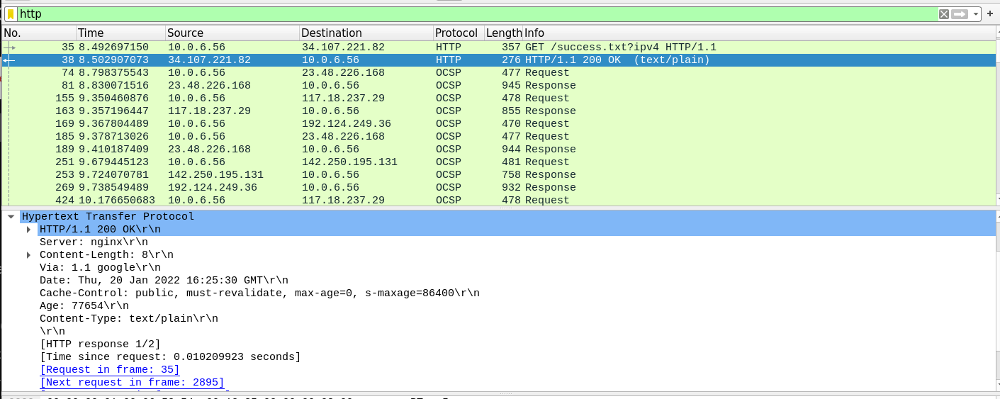 http
No. Time Source Destination Protocol Length Info
35 8.492697150 10.0.6.56 34.107.221.82 HTTP 357 GET /success.txt?ipv4 HTTP/1.1
38 8.502907073 34.107.221.82 10.0.6.56 HTTP 276 HTTP/1.1 200 OK (text/plain)
74 8.798375543 10.0.6.56 23.48.226.168 OCSP 477 Request
81 8.830071516 23.48.226.168 10.0.6.56 OCSP 945 Response
155 9.350460876 10.0.6.56 117.18.237.29 OCSP 478 Request
163 9.357196447 117.18.237.29 10.0.6.56 OCSP 855 Response
169 9.367804489 10.0.6.56 192.124.249.36 OCSP 470 Request
185 9.378713026 10.0.6.56 23.48.226.168 OCSP 477 Request
189 9.410187409 23.48.226.168 10.0.6.56 OCSP 944 Response
251 9.679445123 10.0.6.56 142.250.195.131 OCSP 481 Request
253 9.724070781 142.250.195.131 10.0.6.56 OCSP 758 Response
269 9.738549489 192.124.249.36 10.0.6.56 OCSP 932 Response
424 10.176650683 10.0.6.56 117.18.237.29 OCSP 478 Request
Hypertext Transfer Protocol
HTTP/1.1 200 OK\r\n
Server: nginx\r\n
Content-Length: 8\r\n
Via: 1.1 google\r\n
Date: Thu, 20 Jan 2022 16:25:30 GMT\r\n
Cache-Control: public, must-revalidate, max-age=0, s-maxage=86400\r\n
Age: 77654\r\n
Content-Type: text/plain\r\n
\r\n
[HTTP response 1/2]
[Time since request: 0.010209923 seconds]
[Request in frame: 35]
[Next request in frame: 2895]